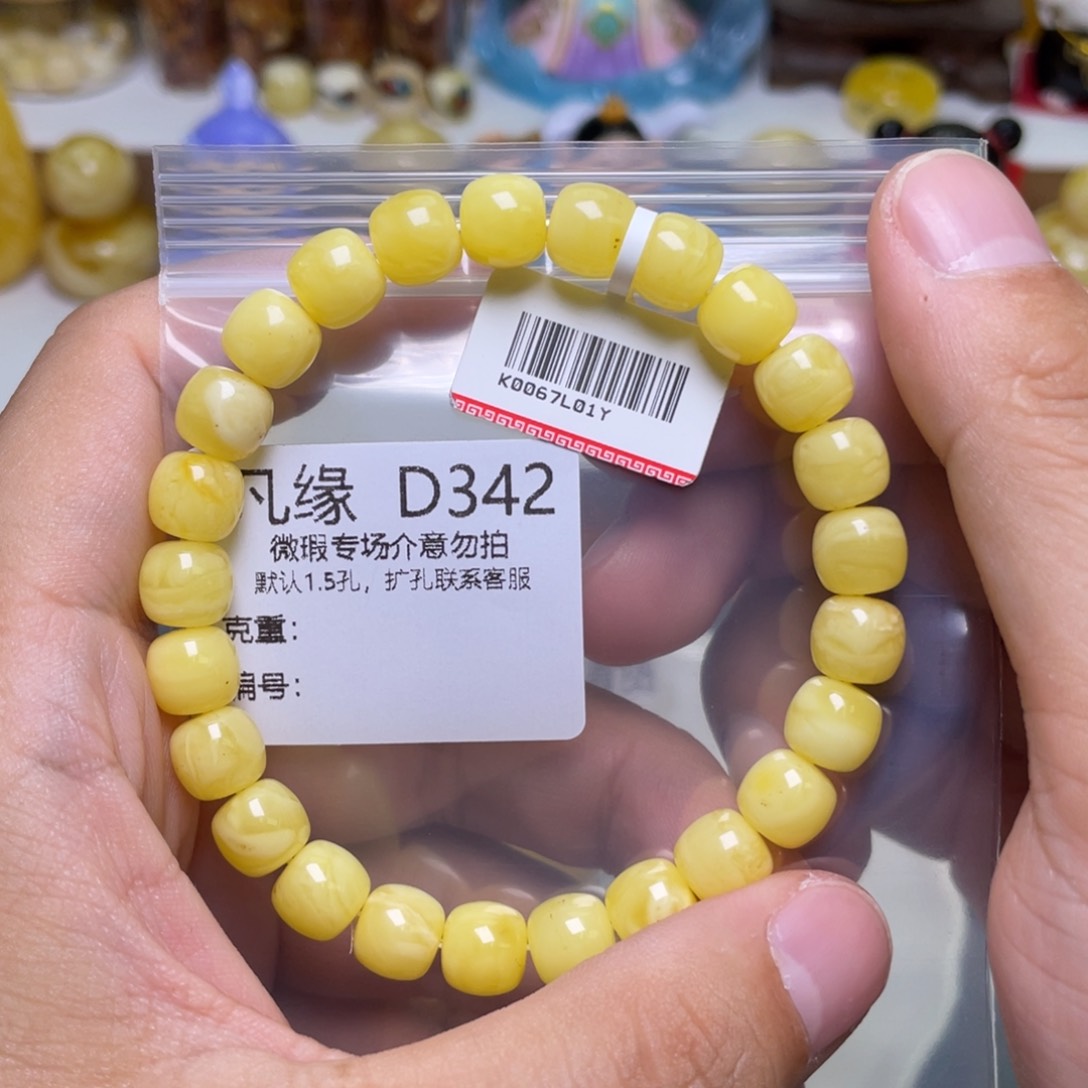 K0067L01Y
凡缘 D342
微瑕专场介意勿拍
默认1.5孔，扩孔联系客服
克重：
编号：